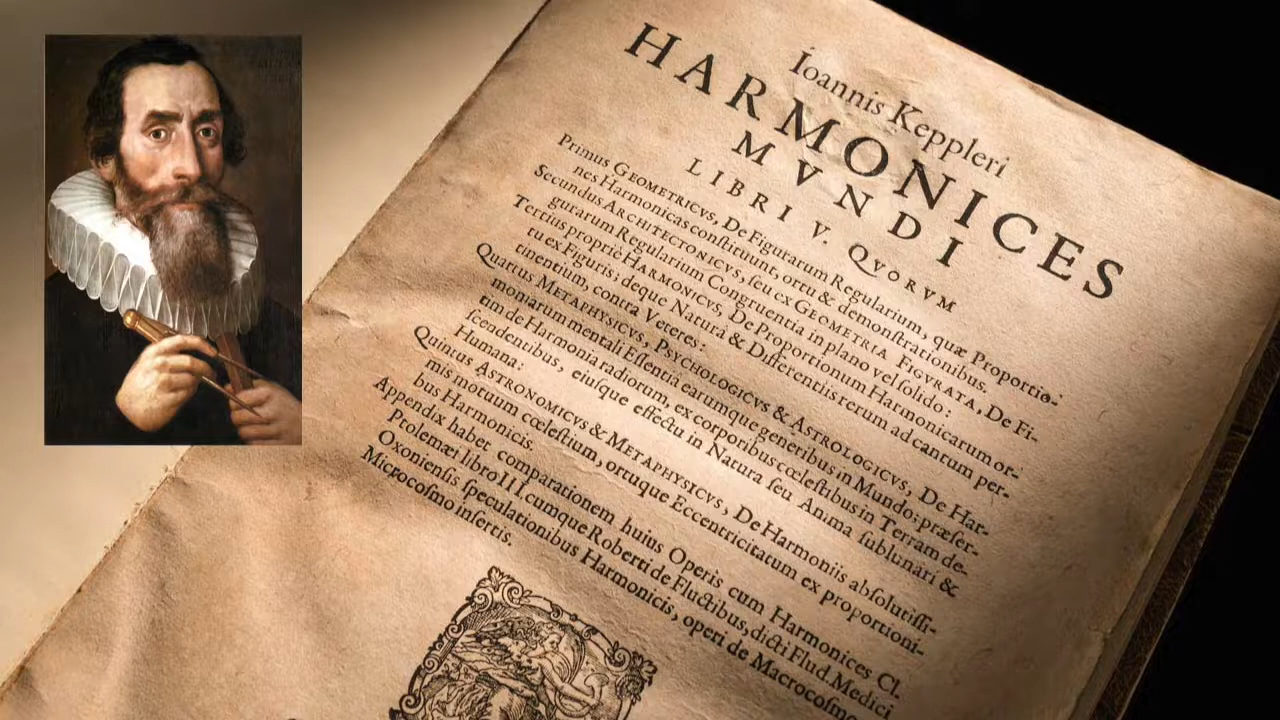 Ioannis Keppleri
HARMONICES
MVNDI
LIBRI V. QVORVM
Primus GEOMETRICVS, De Figurarum Regularium, quæ Proportio-
nes Harmonicas conſtituunt, ortu & demonſtrationibus.
Secundus ARCHITECTONICVS, ſeu ex GEOMETRIA FIGVRATA, De Fi-
gurarum Regularium Congruentia in plano vel ſolido:
Tertius proprie HARMONICVS, De Proportionum Harmonicarum or-
tu ex Figuris; deque Naturâ & Differentiis rerum ad cantum per-
tinentium, contra Veteres:
Quartus METAPHYSICVS, PSYCHOLOGICVS & ASTROLOGICVS, De Har-
moniarum mentali Eſſentia earumque generibus in Mundo; præſer-
tim de Harmonia radiorum, ex corporibus cœleſtibus in Terram de-
ſcendentibus, eiuſque effectu in Natura ſeu Anima ſublunari &
Humana:
Quintus ASTRONOMICVS & METAPHYSICVS, De Harmoniis abſolutiſſi-
mis motuum cœleſtium, ortuque Eccentricitatum ex proportioni-
bus Harmonicis.
Appendix habet comparationem huius Operis cum Harmonices Cl.
Ptolemæi libro III cumque Roberti de Fluctibus, dicti Flud. Medici
Oxonienſis ſpeculationibus Harmonicis, operi de Macrocoſmo &
Microcoſmo inſertis.